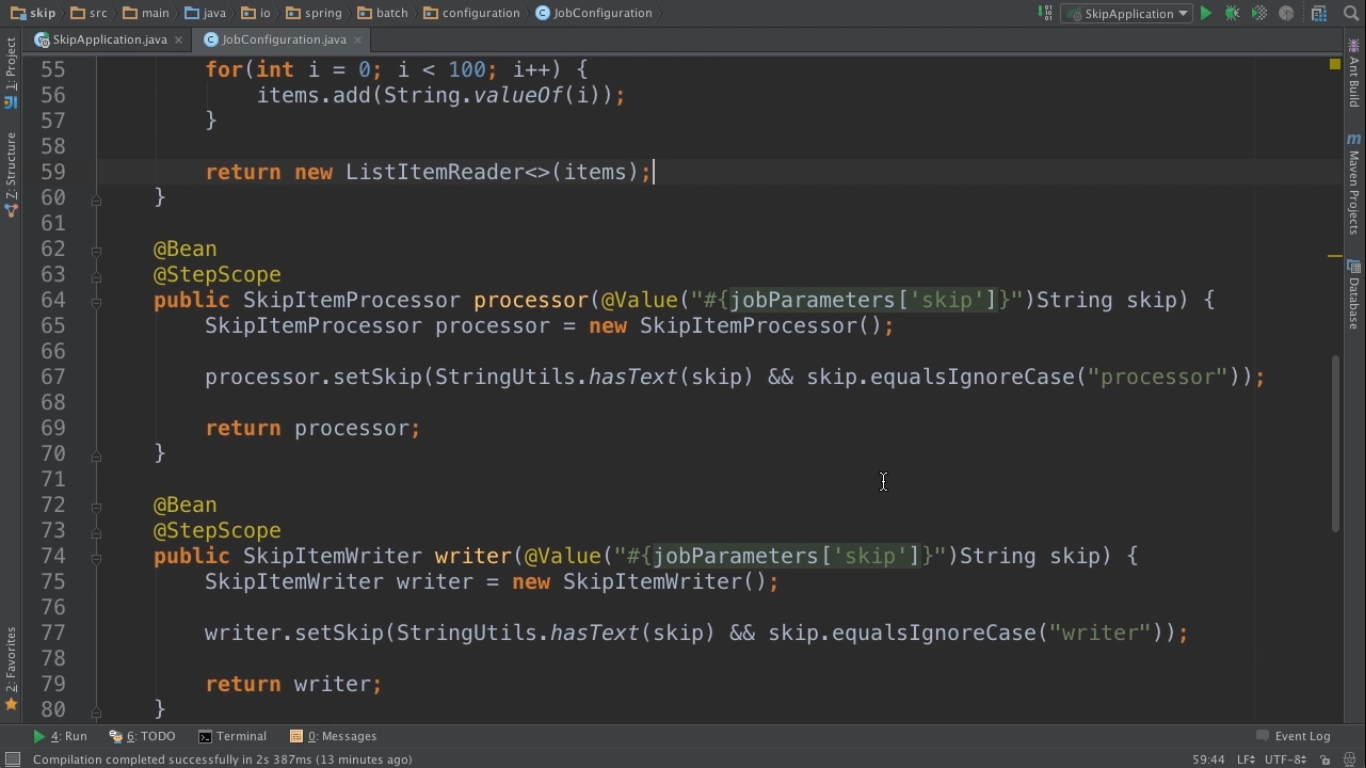 skip src main java io spring batch configuration JobConfiguration SkipApplication
SkipApplication.java JobConfiguration.java
1: Project
7: Structure
2: Favorites
Ant Build
Maven Projects
Database
55 for(int i = 0; i < 100; i++) {
56 items.add(String.valueOf(i));
57 }
58
59 return new ListItemReader<>(items);
60 }
61
62 @Bean
63 @StepScope
64 public SkipItemProcessor processor(@Value("#{jobParameters['skip']}")String skip) {
65 SkipItemProcessor processor = new SkipItemProcessor();
66
67 processor.setSkip(StringUtils.hasText(skip) && skip.equalsIgnoreCase("processor"));
68
69 return processor;
70 }
71
72 @Bean
73 @StepScope
74 public SkipItemWriter writer(@Value("#{jobParameters['skip']}")String skip) {
75 SkipItemWriter writer = new SkipItemWriter();
76
77 writer.setSkip(StringUtils.hasText(skip) && skip.equalsIgnoreCase("writer"));
78
79 return writer;
80 }
4: Run 6: TODO Terminal 0: Messages Event Log
Compilation completed successfully in 2s 387ms (13 minutes ago) 59:44 LF UTF-8